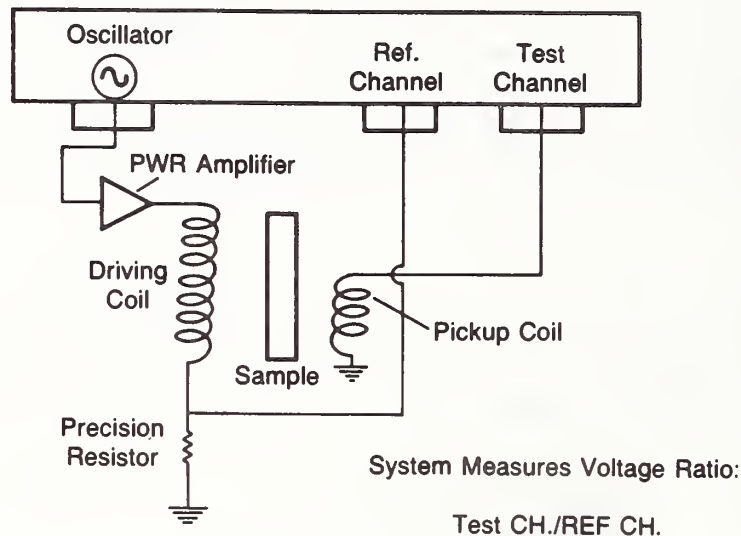 Oscillator
Ref.
Channel
Test
Channel
PWR Amplifier
Driving
Coil
Sample
Pickup Coil
Precision
Resistor
System Measures Voltage Ratio:
Test CH./REF CH.